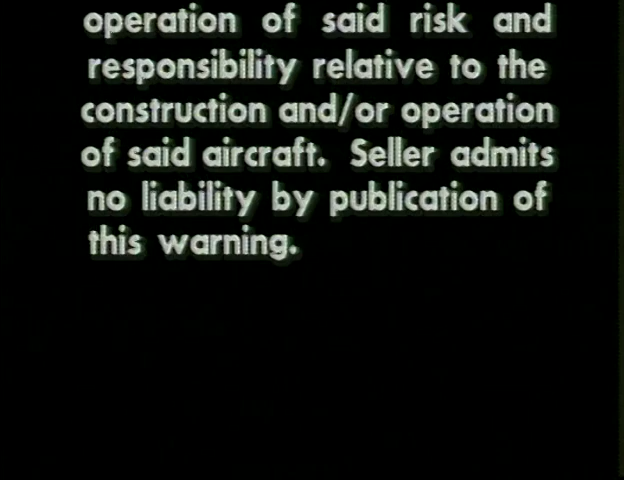 operation of said risk and
responsibility relative to the
construction and/or operation
of said aircraft. Seller admits
no liability by publication of
this warning.